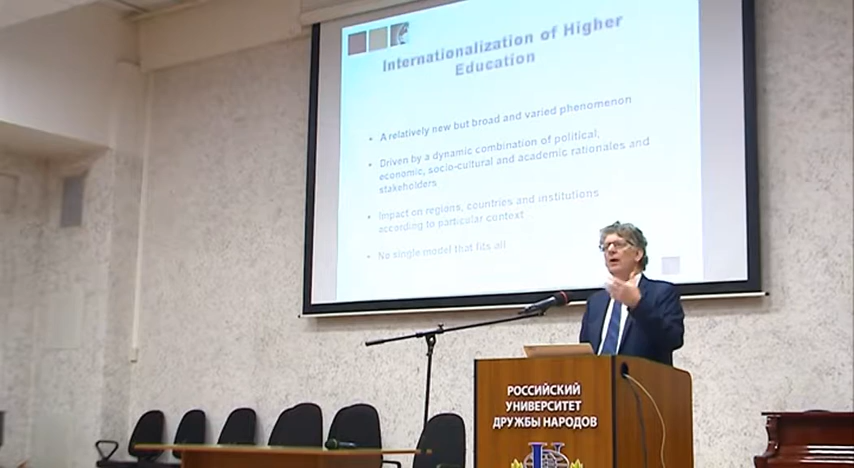 Internationalization of Higher
Education
• A relatively new but broad and varied phenomenon
• Driven by a dynamic combination of political,
economic, socio-cultural and academic rationales and
stakeholders
• Impact on regions, countries and institutions
according to particular context
• No single model that fits all
РОССИЙСКИЙ
УНИВЕРСИТЕТ
ДРУЖБЫ НАРОДОВ